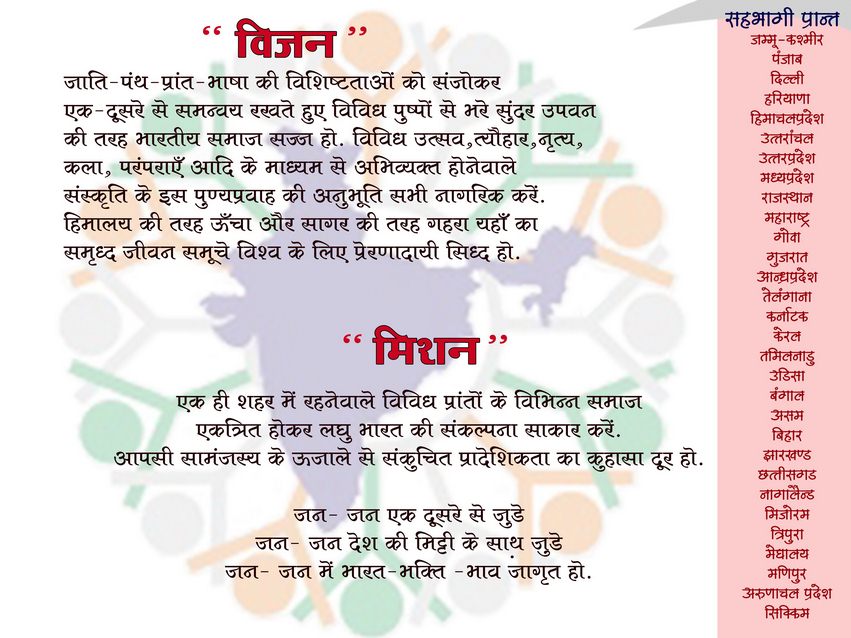 “ विजन ”
जाति-पंथ-प्रांत-भाषा की विशिष्टताओं को संजोकर
एक-दूसरे से समन्वय रखते हुए विविध पुष्पों से भरे सुंदर उपवन
की तरह भारतीय समाज सज्ज हो. विविध उत्सव,त्यौहार,नृत्य,
कला, परंपराएँ आदि के माध्यम से अभिव्यक्त होनेवाले
संस्कृति के इस पुण्यप्रवाह की अनुभूति सभी नागरिक करें.
हिमालय की तरह ऊँचा और सागर की तरह गहरा यहाँ का
समृध्द जीवन समूचे विश्व के लिए प्रेरणादायी सिध्द हो.
“ मिशन ”
एक ही शहर में रहनेवाले विविध प्रांतों के विभिन्न समाज
एकत्रित होकर लघु भारत की संकल्पना साकार करें.
आपसी सामंजस्य के ऊजाले से संकुचित प्रादेशिकता का कुहासा दूर हो.
जन- जन एक दूसरे से जुडे
जन- जन देश की मिट्टी के साथ जुडे
जन- जन में भारत-भक्ति -भाव जागृत हो.
सहभागी प्रान्त
जम्मू-कश्मीर
पंजाब
दिल्ली
हरियाणा
हिमाचलप्रदेश
उत्तरांचल
उत्तरप्रदेश
मध्यप्रदेश
राजस्थान
महाराष्ट्र
गोवा
गुजरात
आन्ध्रप्रदेश
तेलंगाना
कर्नाटक
केरल
तमिलनाडु
उडिसा
बंगाल
असम
बिहार
झारखण्ड
छत्तीसगड
नागालैन्ड
मिजोरम
त्रिपुरा
मेघालय
मणिपुर
अरुणाचल प्रदेश
सिक्किम